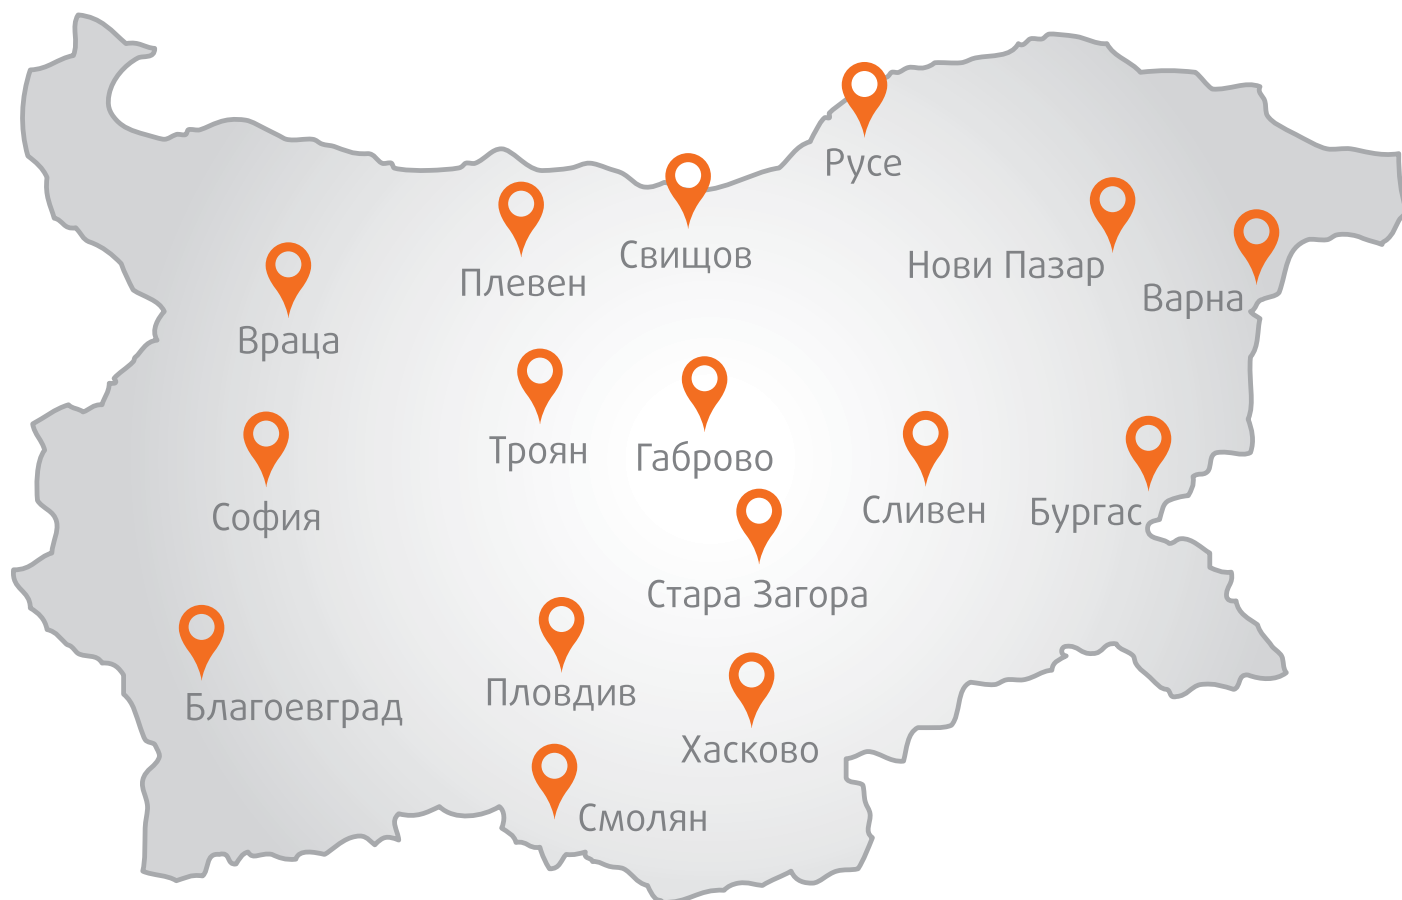 Русе
Свищов
Нови Пазар
Плевен
Варна
Враца
Троян
Габрово
Сливен
Бургас
София
Стара Загора
Пловдив
Благоевград
Хасково
Смолян